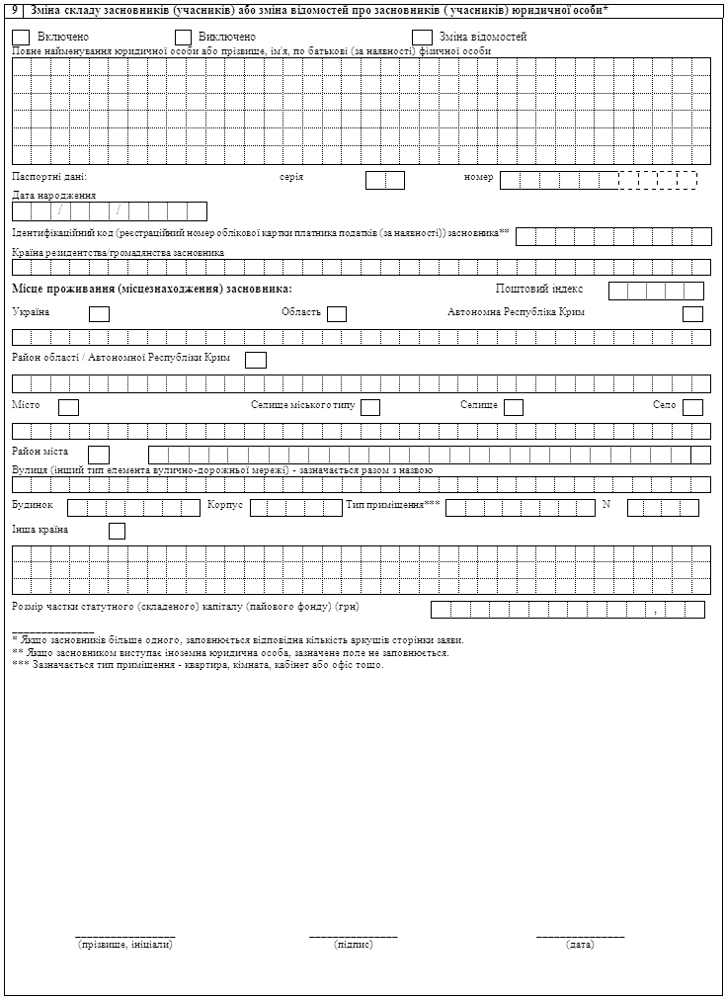 9 Зміна складу засновників (учасників) або зміна відомостей про засновників ( учасників) юридичної особи*
Включено Виключено Зміна відомостей
Повне найменування юридичної особи або прізвище, ім'я, по батькові (за наявності) фізичної особи
Паспортні дані: серія номер
Дата народження
/ /
Ідентифікаційний код (реєстраційний номер облікової картки платника податків (за наявності)) засновника**
Країна резидентства/громадянства засновника
Місце проживання (місцезнаходження) засновника: Поштовий індекс
Україна Область Автономна Республіка Крим
Район області / Автономної Республіки Крим
Місто Селище міського типу Селище Село
Район міста
Вулиця (інший тип елемента вулично-дорожньої мережі) - зазначається разом з назвою
Будинок Корпус Тип приміщення*** N
Інша країна
Розмір частки статутного (складеного) капіталу (пайового фонду) (грн) ,
______________
* Якщо засновників більше одного, заповнюється відповідна кількість аркушів сторінки заяви.
** Якщо засновником виступає іноземна юридична особа, зазначене поле не заповнюється.
*** Зазначається тип приміщення - квартира, кімната, кабінет або офіс тощо.
_________________ _______________ _______________
(прізвище, ініціали) (підпис) (дата)